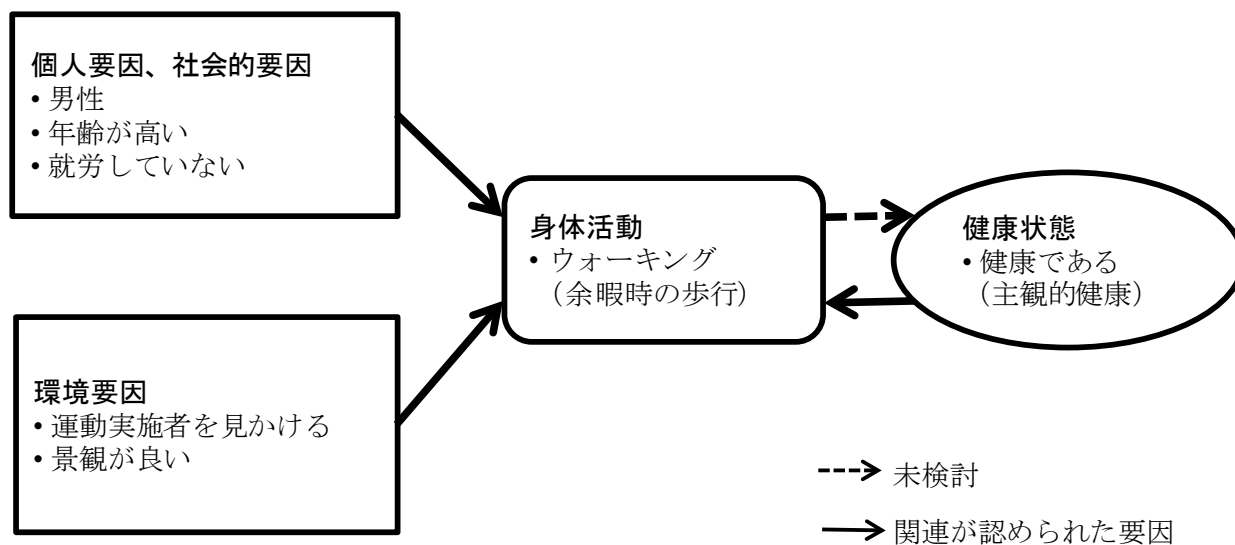 個人要因、社会的要因
• 男性
• 年齢が高い
• 就労していない
環境要因
• 運動実施者を見かける
• 景観が良い
身体活動
• ウォーキング
（余暇時の歩行）
健康状態
• 健康である
（主観的健康）
未検討
関連が認められた要因